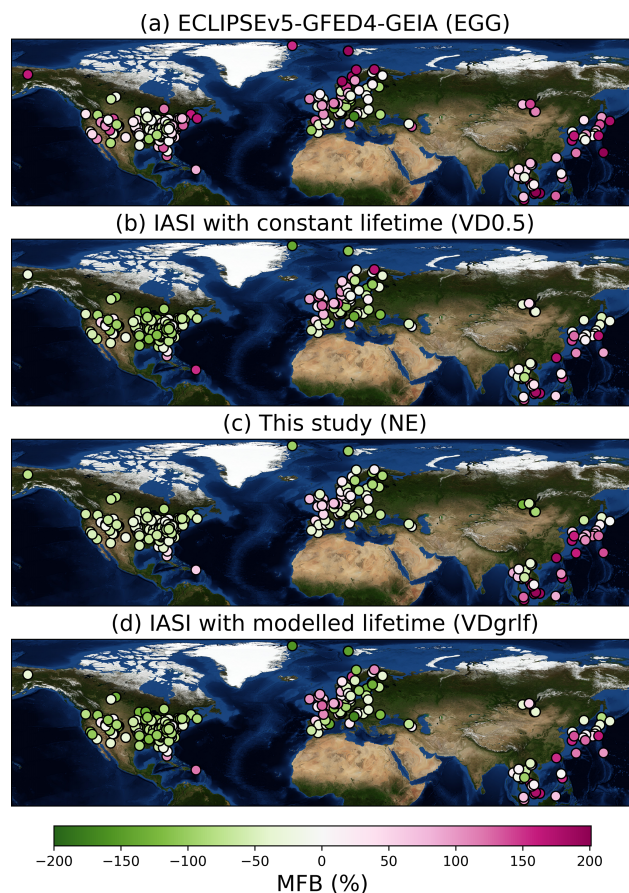 (a) ECLIPSEv5-GFED4-GEIA (EGG)
(b) IASI with constant lifetime (VD0.5)
(c) This study (NE)
(d) IASI with modelled lifetime (VDgrlf)
−200 −150 −100 −50 0 50 100 150 200
MFB (%)